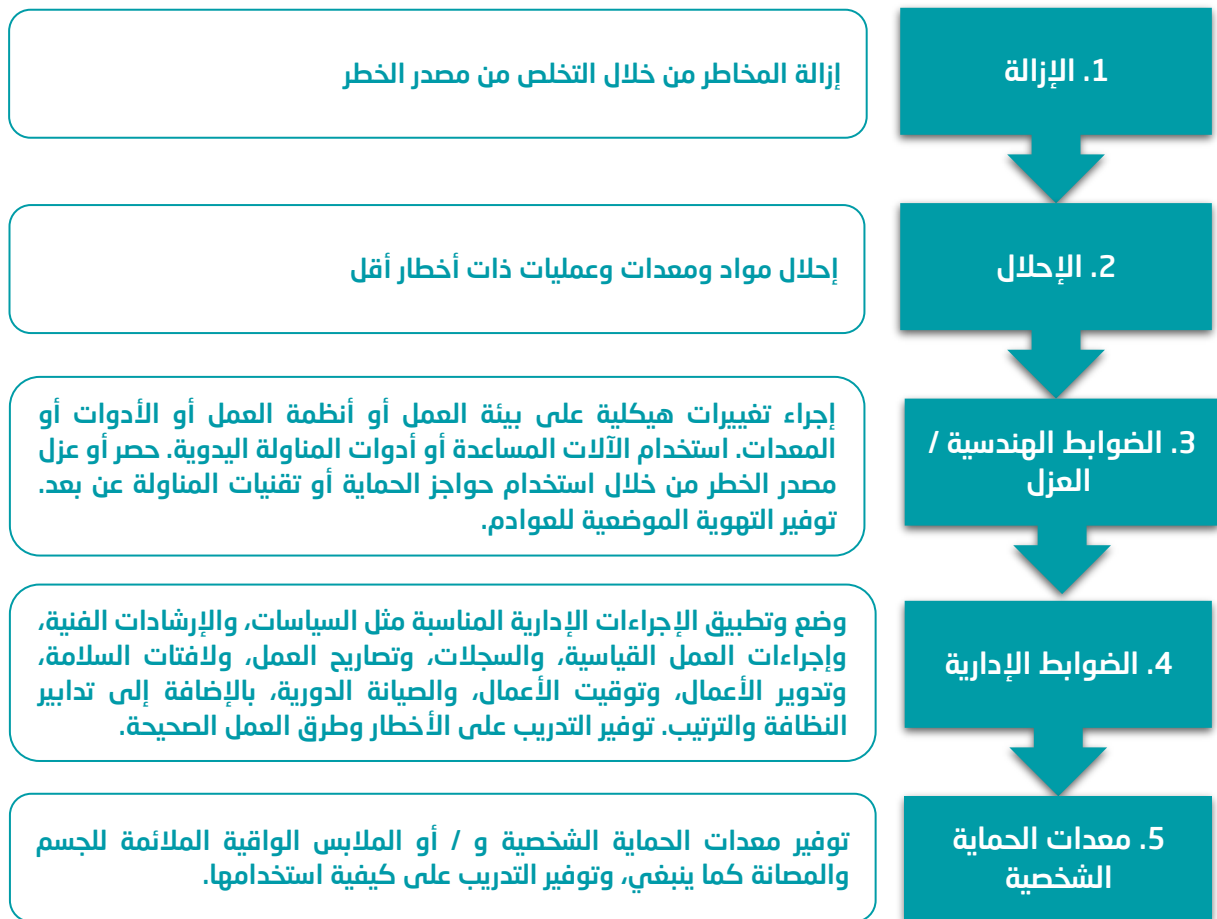 1. الإزالة
إزالة المخاطر من خلال التخلص من مصدر الخطر
2. الإحلال
إحلال مواد ومعدات وعمليات ذات أخطار أقل
3. الضوابط الهندسية /
العزل
إجراء تغييرات هيكلية على بيئة العمل أو أنظمة العمل أو الأدوات أو
المعدات. استخدام الآلات المساعدة أو أدوات المناولة اليدوية. حصر أو عزل
مصدر الخطر من خلال استخدام حواجز الحماية أو تقنيات المناولة عن بعد.
توفير التهوية الموضعية للعوادم.
4. الضوابط الإدارية
وضع وتطبيق الإجراءات الإدارية المناسبة مثل السياسات، والإرشادات الفنية،
وإجراءات العمل القياسية، والسجلات، وتصاريح العمل، ولافتات السلامة،
وتدوير الأعمال، وتوقيت الأعمال، والصيانة الدورية، بالإضافة إلى تدابير
النظافة والترتيب. توفير التدريب على الأخطار وطرق العمل الصحيحة.
5. معدات الحماية
الشخصية
توفير معدات الحماية الشخصية و / أو الملابس الواقية الملائمة للجسم
والمصانة كما ينبغي، وتوفير التدريب على كيفية استخدامها.